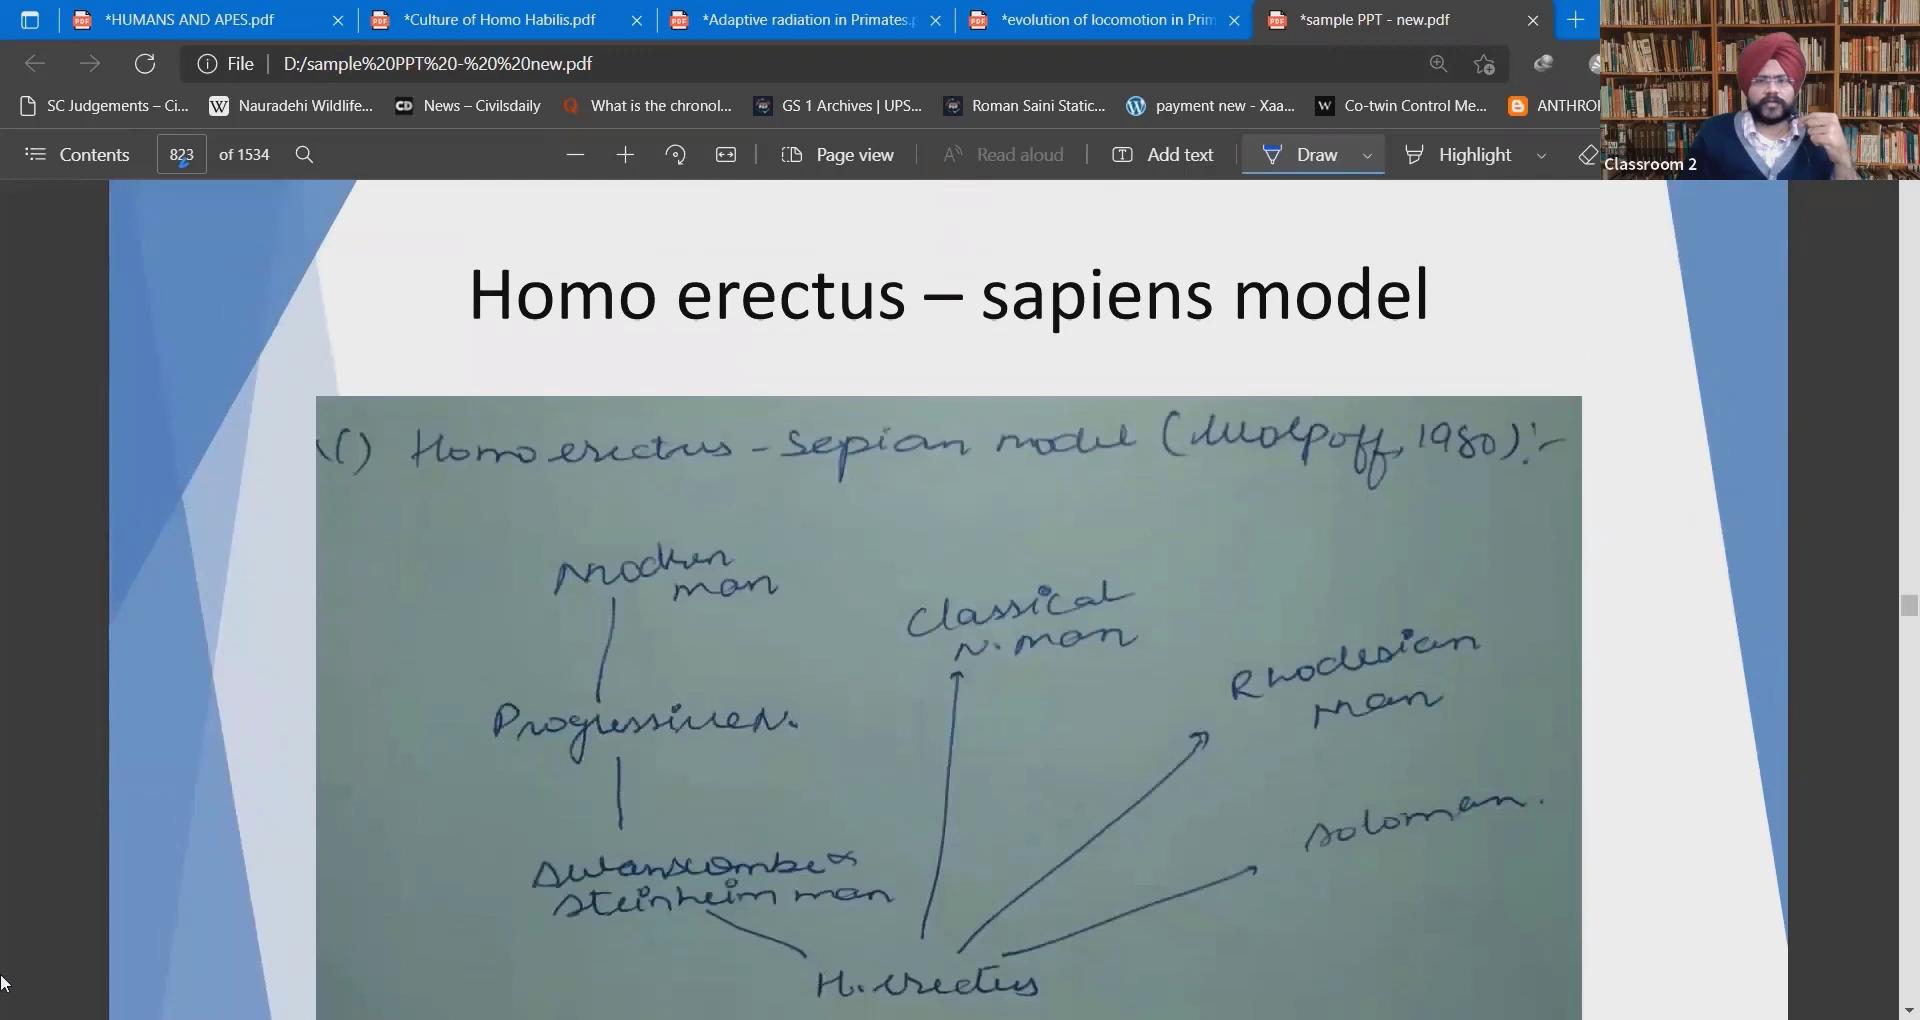 *HUMANS AND APES.pdf
*Culture of Homo Habilis.pdf
*Adaptive radiation in Primates.p
*evolution of locomotion in Prim
*sample PPT - new.pdf
File
D:/sample%20PPT%20-%20%20new.pdf
SC Judgements – Ci...
Nauradehi Wildlife...
CD News – Civilsdaily
What is the chronol...
GS 1 Archives | UPS...
Roman Saini Static...
payment new - Xaa...
Co-twin Control Me...
ANTHRO
Contents
823 of 1534
Page view
Read aloud
Add text
Draw
Highlight
Classroom 2
Homo erectus – sapiens model
Homo erectus - Sepian model (Wolpoff, 1980):-
Modern
man
Classical
N. man
Rhodesian
man
Progressive N.
soloman.
Swanscombe &
steinheim man
H. erectus